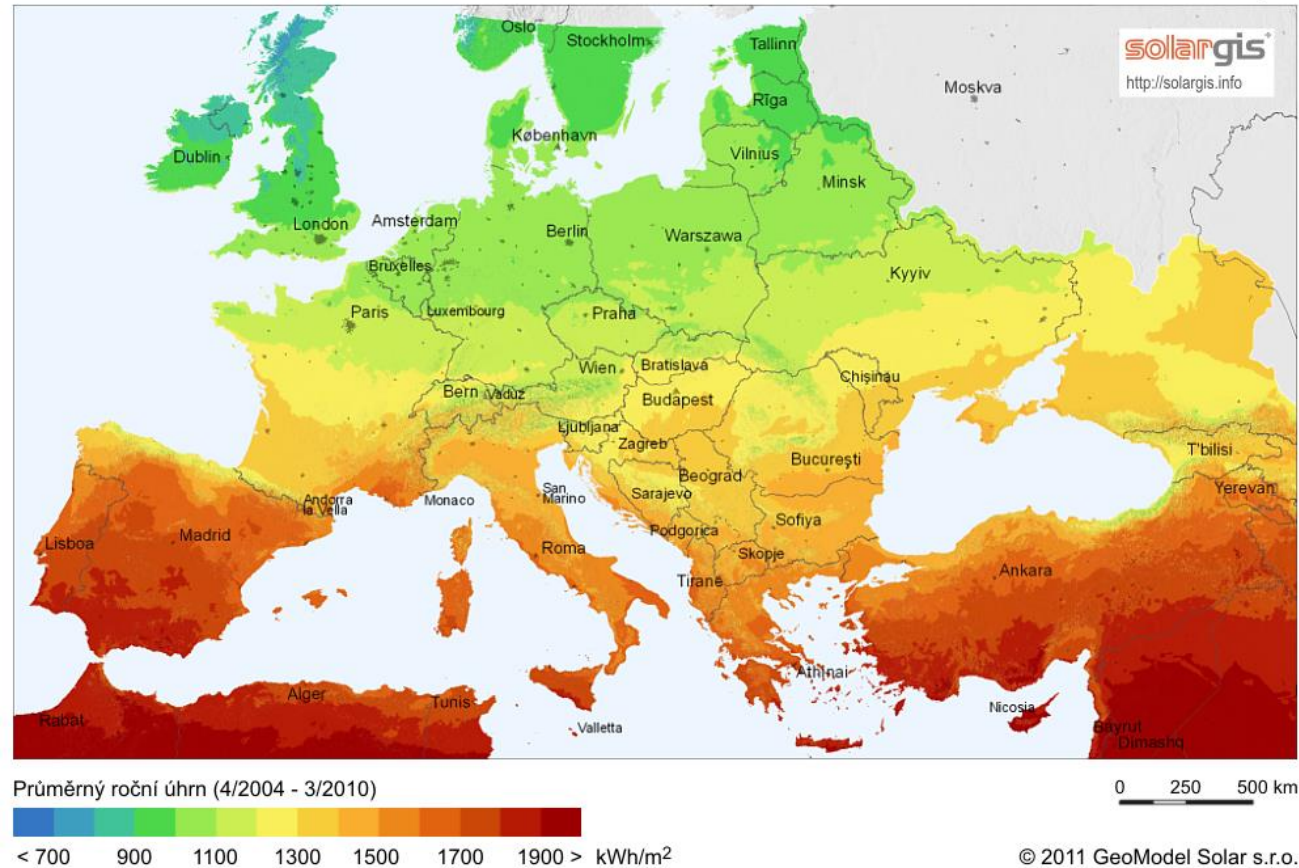 Oslo
Stockholm
Tallinn
solargis+
http://solargis.info
Moskva
Rīga
København
Dublin
Vilnius
Minsk
London
Amsterdam
Berlin
Warszawa
Bruxelles
Kyyiv
Paris
Luxembourg
Praha
Wien
Bratislava
Chișinau
Bern
Vaduz
Budapest
Ljubljana
Zagreb
București
T'bilisi
Beograd
Yerevan
Andorra
la Vella
Monaco
San
Marino
Sarajevo
Podgorica
Sofiya
Lisboa
Madrid
Roma
Skopje
Tiranë
Ankara
Athinai
Alger
Tunis
Nicosia
Rabat
Valletta
Bayrut
Dimashq
Průměrný roční úhrn (4/2004 - 3/2010)
0 250 500 km
< 700 900 1100 1300 1500 1700 1900 > kWh/m²
© 2011 GeoModel Solar s.r.o.